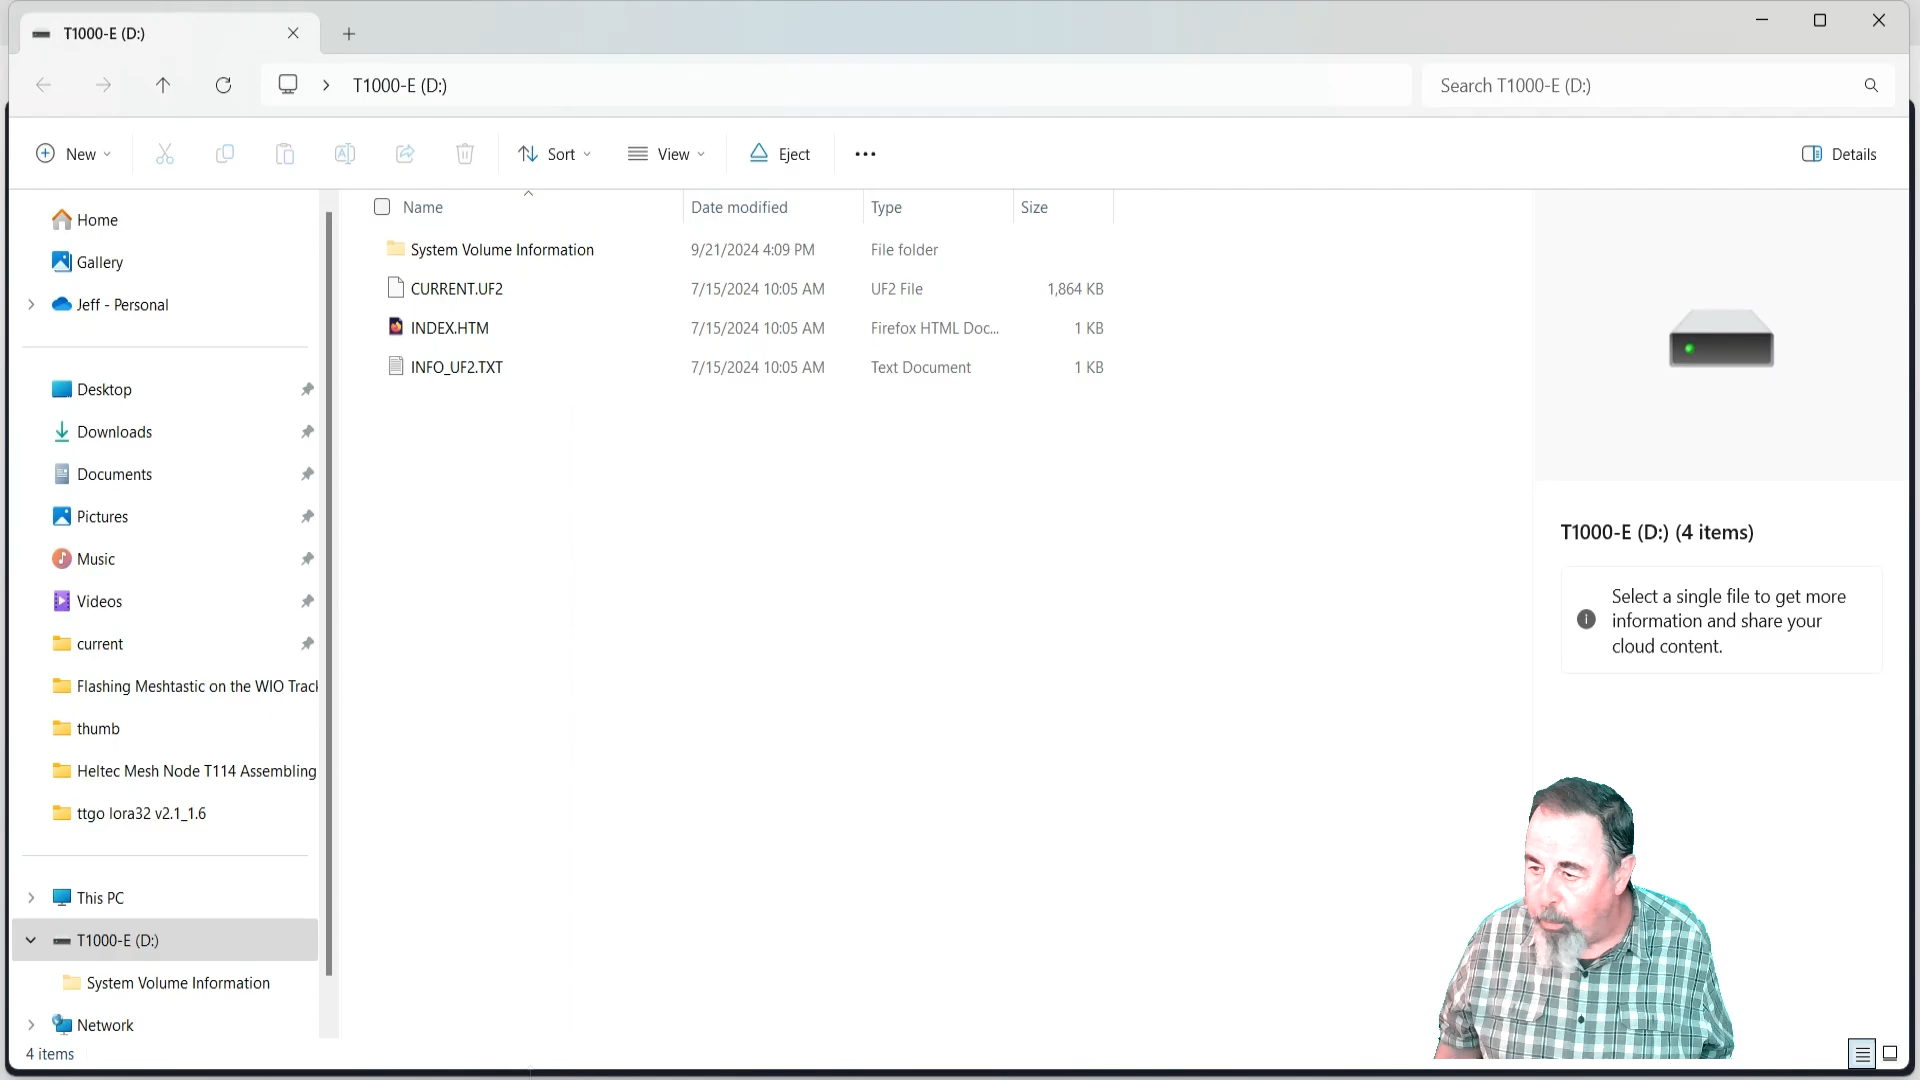 T1000-E (D:)
T1000-E (D:)
Search T1000-E (D:)
New
Sort
View
Eject
Details
Home
Gallery
Jeff - Personal
Desktop
Downloads
Documents
Pictures
Music
Videos
current
Flashing Meshtastic on the WIO Track
thumb
Heltec Mesh Node T114 Assembling
ttgo lora32 v2.1_1.6
This PC
T1000-E (D:)
System Volume Information
Network
4 items
Name Date modified Type Size
System Volume Information 9/21/2024 4:09 PM File folder
CURRENT.UF2 7/15/2024 10:05 AM UF2 File 1,864 KB
INDEX.HTM 7/15/2024 10:05 AM Firefox HTML Doc... 1 KB
INFO_UF2.TXT 7/15/2024 10:05 AM Text Document 1 KB
T1000-E (D:) (4 items)
Select a single file to get more
information and share your
cloud content.